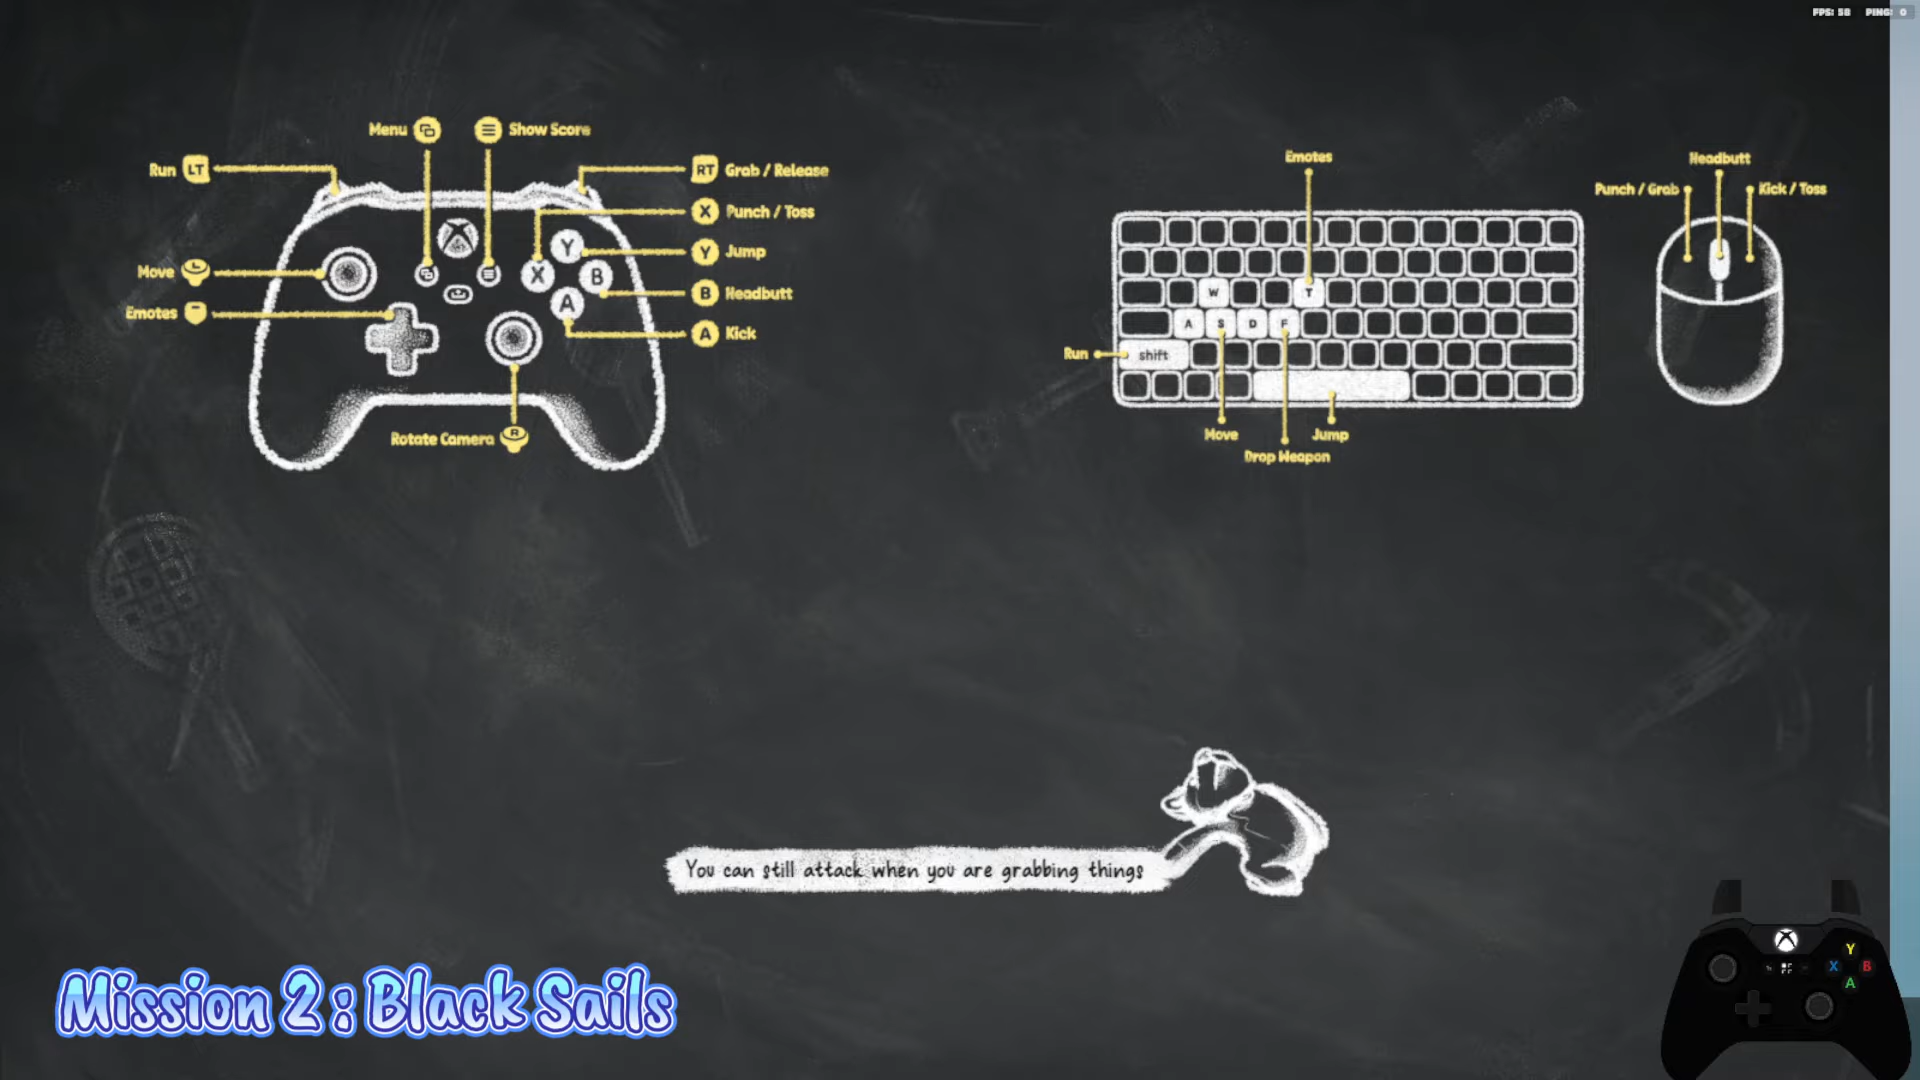 FPS: 58 PING: 0
Menu
Show Score
Run LT
RT Grab / Release
X Punch / Toss
Y Jump
B Headbutt
A Kick
Move L
Emotes
Y
X B
A
Rotate Camera R
Emotes
W T
A S D F
Run shift
Move
Jump
Drop Weapon
Headbutt
Punch / Grab
Kick / Toss
You can still attack when you are grabbing things
Mission 2 : Black Sails
Y
X B
A